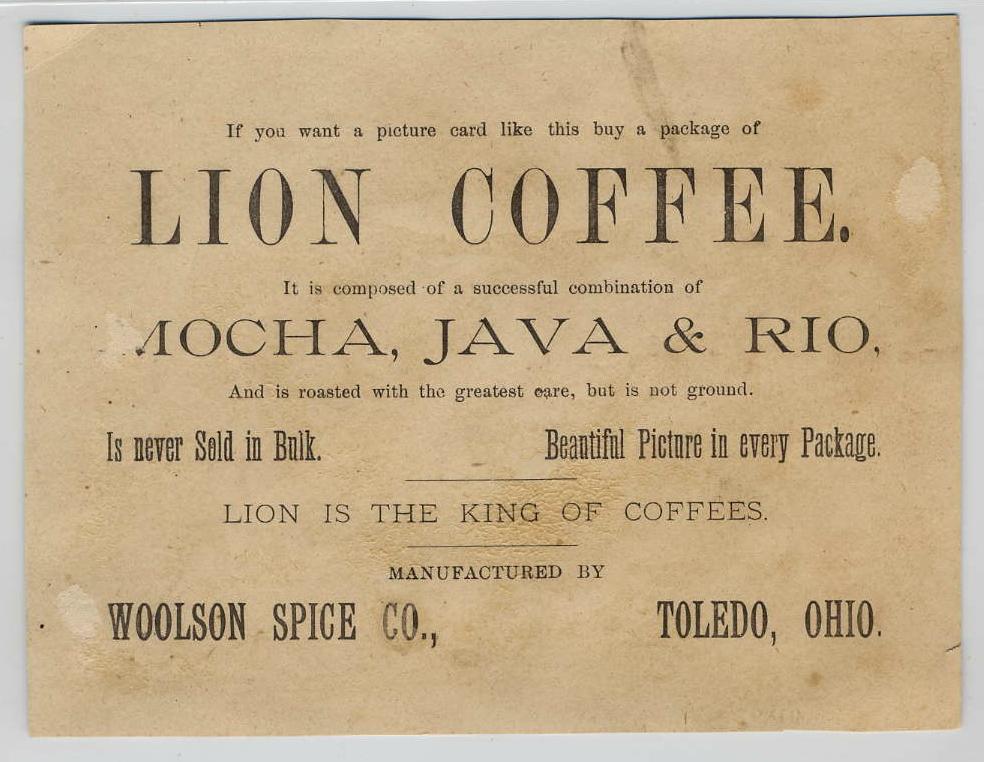 If you want a picture card like this buy a package of
LION COFFEE.
It is composed of a successful combination of
MOCHA, JAVA & RIO,
And is roasted with the greatest care, but is not ground.
Is never Sold in Bulk. Beautiful Picture in every Package.
LION IS THE KING OF COFFEES.
MANUFACTURED BY
WOOLSON SPICE CO., TOLEDO, OHIO.